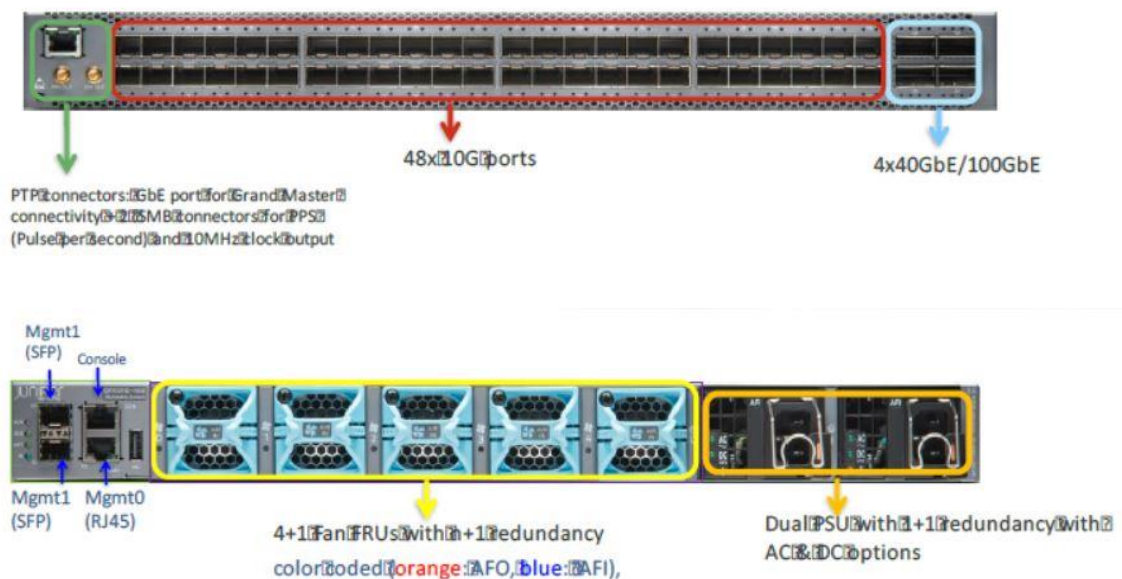 48x 10G ports
4x40GbE/100GbE
PTP connectors: GbE port for Grand Master
connectivity + 2 SMB connectors for PPS
(Pulse per second) and 10MHz clock output
Mgmt1
(SFP)
Console
Mgmt1
(SFP)
Mgmt0
(RJ45)
4+1 Fan FRUs with n+1 redundancy
color coded (orange: AFO, blue: AFI),
Dual PSU with 1+1 redundancy with
AC & DC options